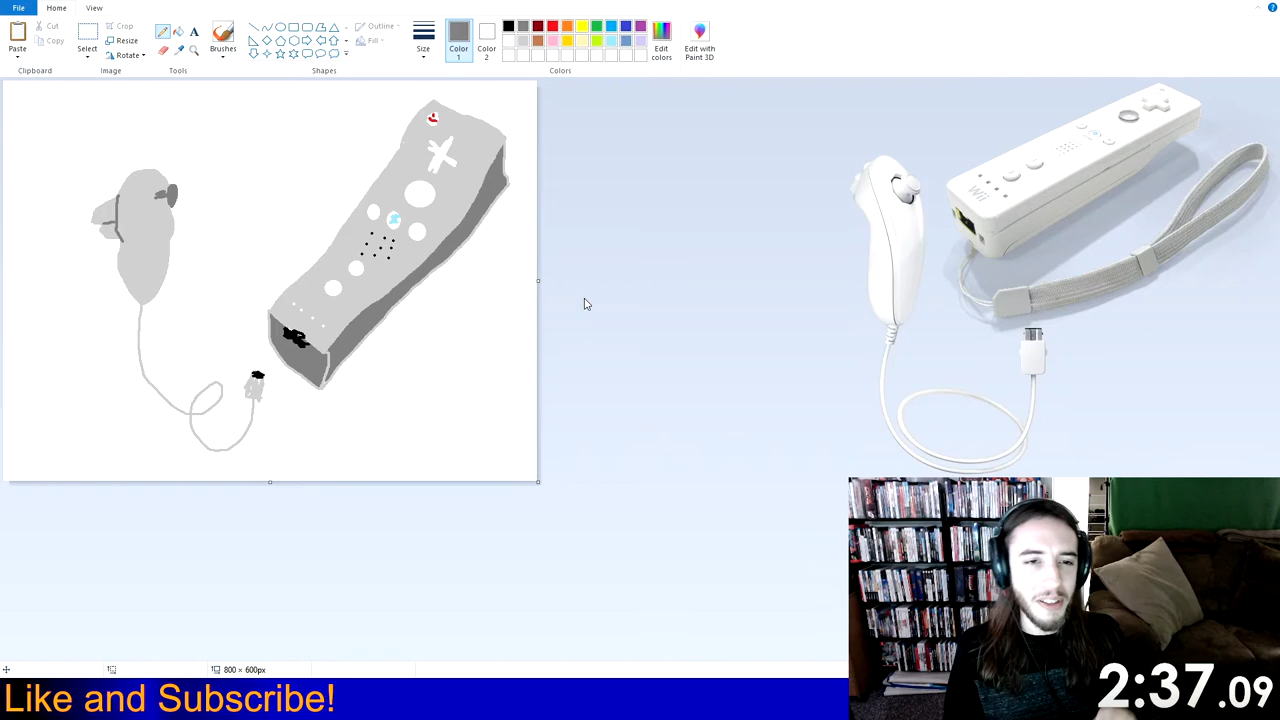 File Home View
Cut
Copy
Paste
Clipboard
Select
Crop
Resize
Rotate
Image
Tools
Brushes
Shapes
Outline
Fill
Size
Color 1
Color 2
Colors
Edit colors
Edit with Paint 3D
Wii
800 × 600px
Like and Subscribe!
2:37.09